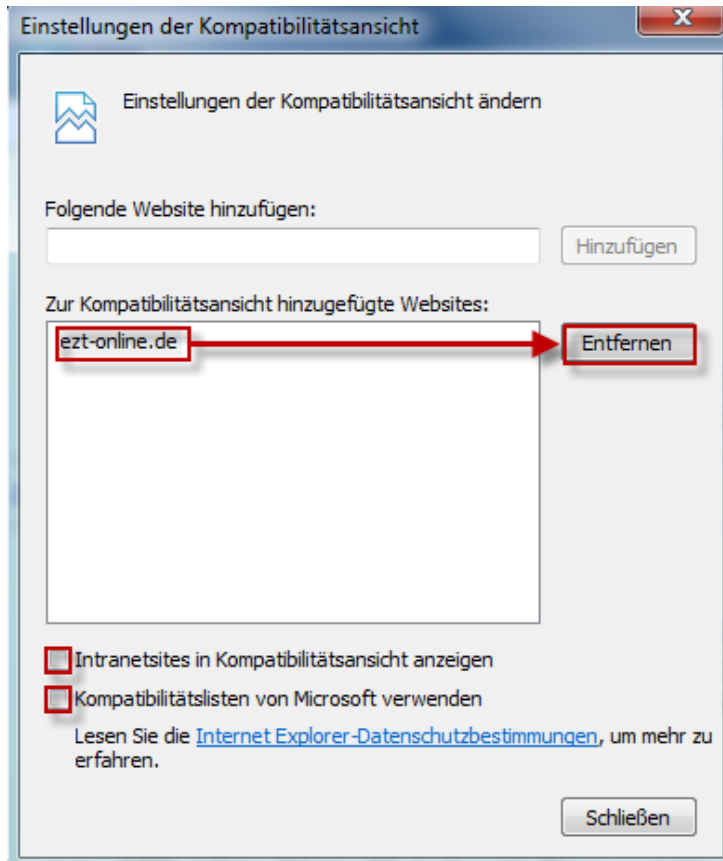 Einstellungen der Kompatibilitätsansicht
Einstellungen der Kompatibilitätsansicht ändern
Folgende Website hinzufügen:
Hinzufügen
Zur Kompatibilitätsansicht hinzugefügte Websites:
ezt-online.de
Entfernen
Intranetsites in Kompatibilitätsansicht anzeigen
Kompatibilitätslisten von Microsoft verwenden
Lesen Sie die Internet Explorer-Datenschutzbestimmungen, um mehr zu
erfahren.
Schließen